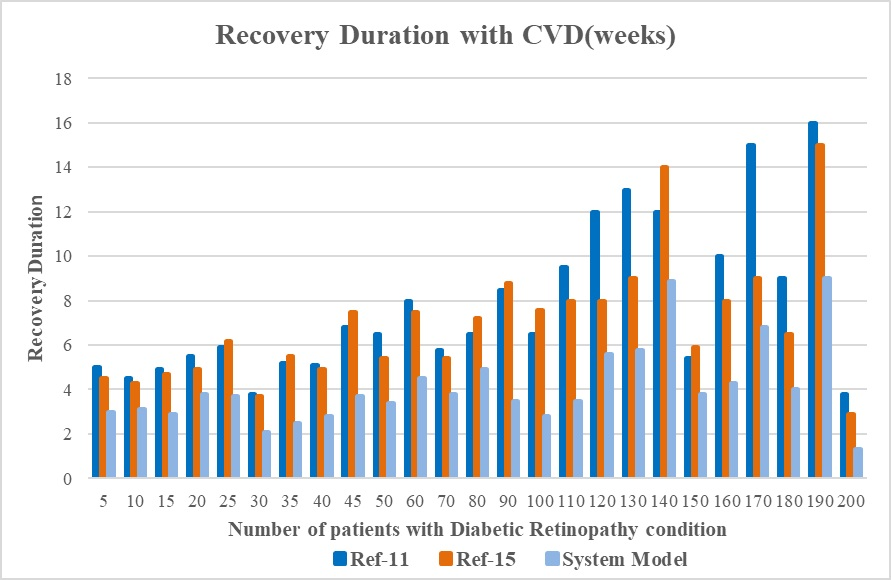 Recovery Duration with CVD(weeks)
18
16
14
12
10
8
6
4
2
0
Recovery Duration
5 10 15 20 25 30 35 40 45 50 60 70 80 90 100 110 120 130 140 150 160 170 180 190 200
Number of patients with Diabetic Retinopathy condition
Ref-11 Ref-15 System Model